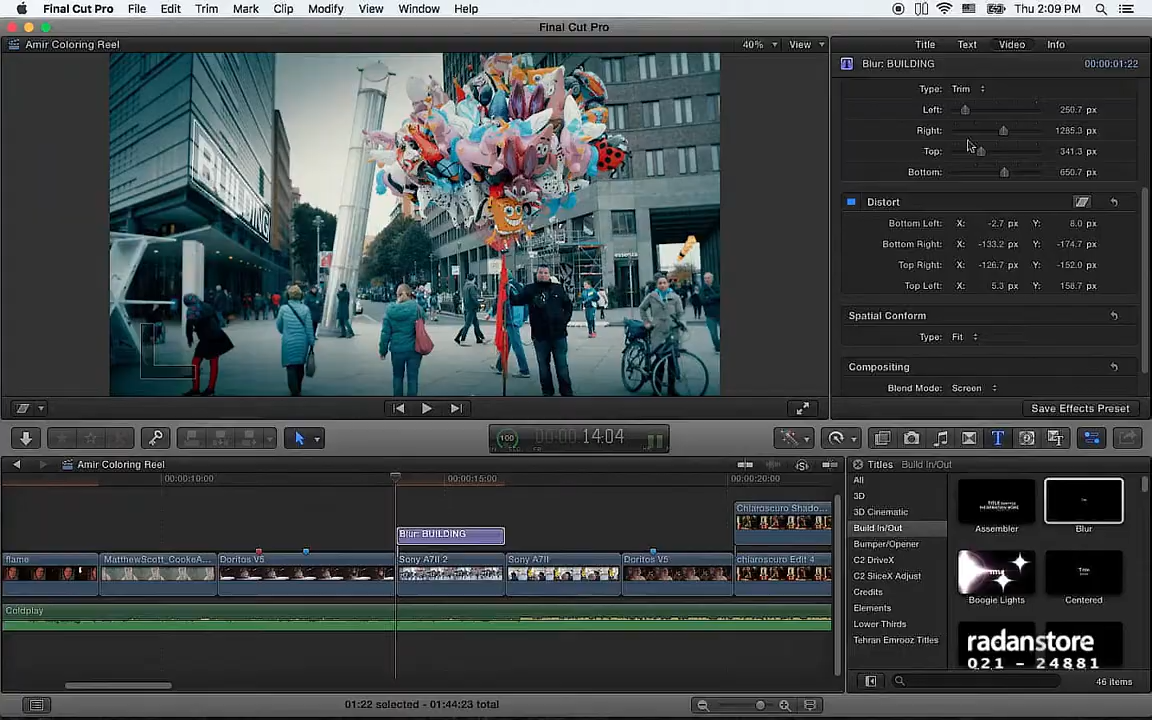 Final Cut Pro File Edit Trim Mark Clip Modify View Window Help Thu 2:09 PM
Final Cut Pro
Amir Coloring Reel 40% View Title Text Video Info
Blur: BUILDING 00:00:01:22
Type: Trim
Left: 250.7 px
Right: 1285.3 px
Top: 341.3 px
Bottom: 650.7 px
Distort
Bottom Left: X: -2.7 px Y: 8.0 px
Bottom Right: X: -133.2 px Y: -174.7 px
Top Right: X: -126.7 px Y: -152.0 px
Top Left: X: 5.3 px Y: 158.7 px
Spatial Conform
Type: Fit
Compositing
Blend Mode: Screen
BUILDING
essenza
Save Effects Preset
100 00:00:14:04
Amir Coloring Reel Titles Build In/Out
00:00:10:00 00:00:15:00 00:00:20:00
Blur: BUILDING
Chiaroscuro Shado...
flame MatthewScott_CookeA... Doritos V5 Sony A7II 2 Sony A7II Doritos V5 chiaroscuro Edit 4
Coldplay
All
3D
3D Cinematic
Build In/Out
Bumper/Opener
C2 DriveX
C2 SliceX Adjust
Credits
Elements
Lower Thirds
Tehran Emrooz Titles
Assembler Blur
Boogie Lights Centered
radanstore
021 - 24881
01:22 selected - 01:44:23 total 46 items